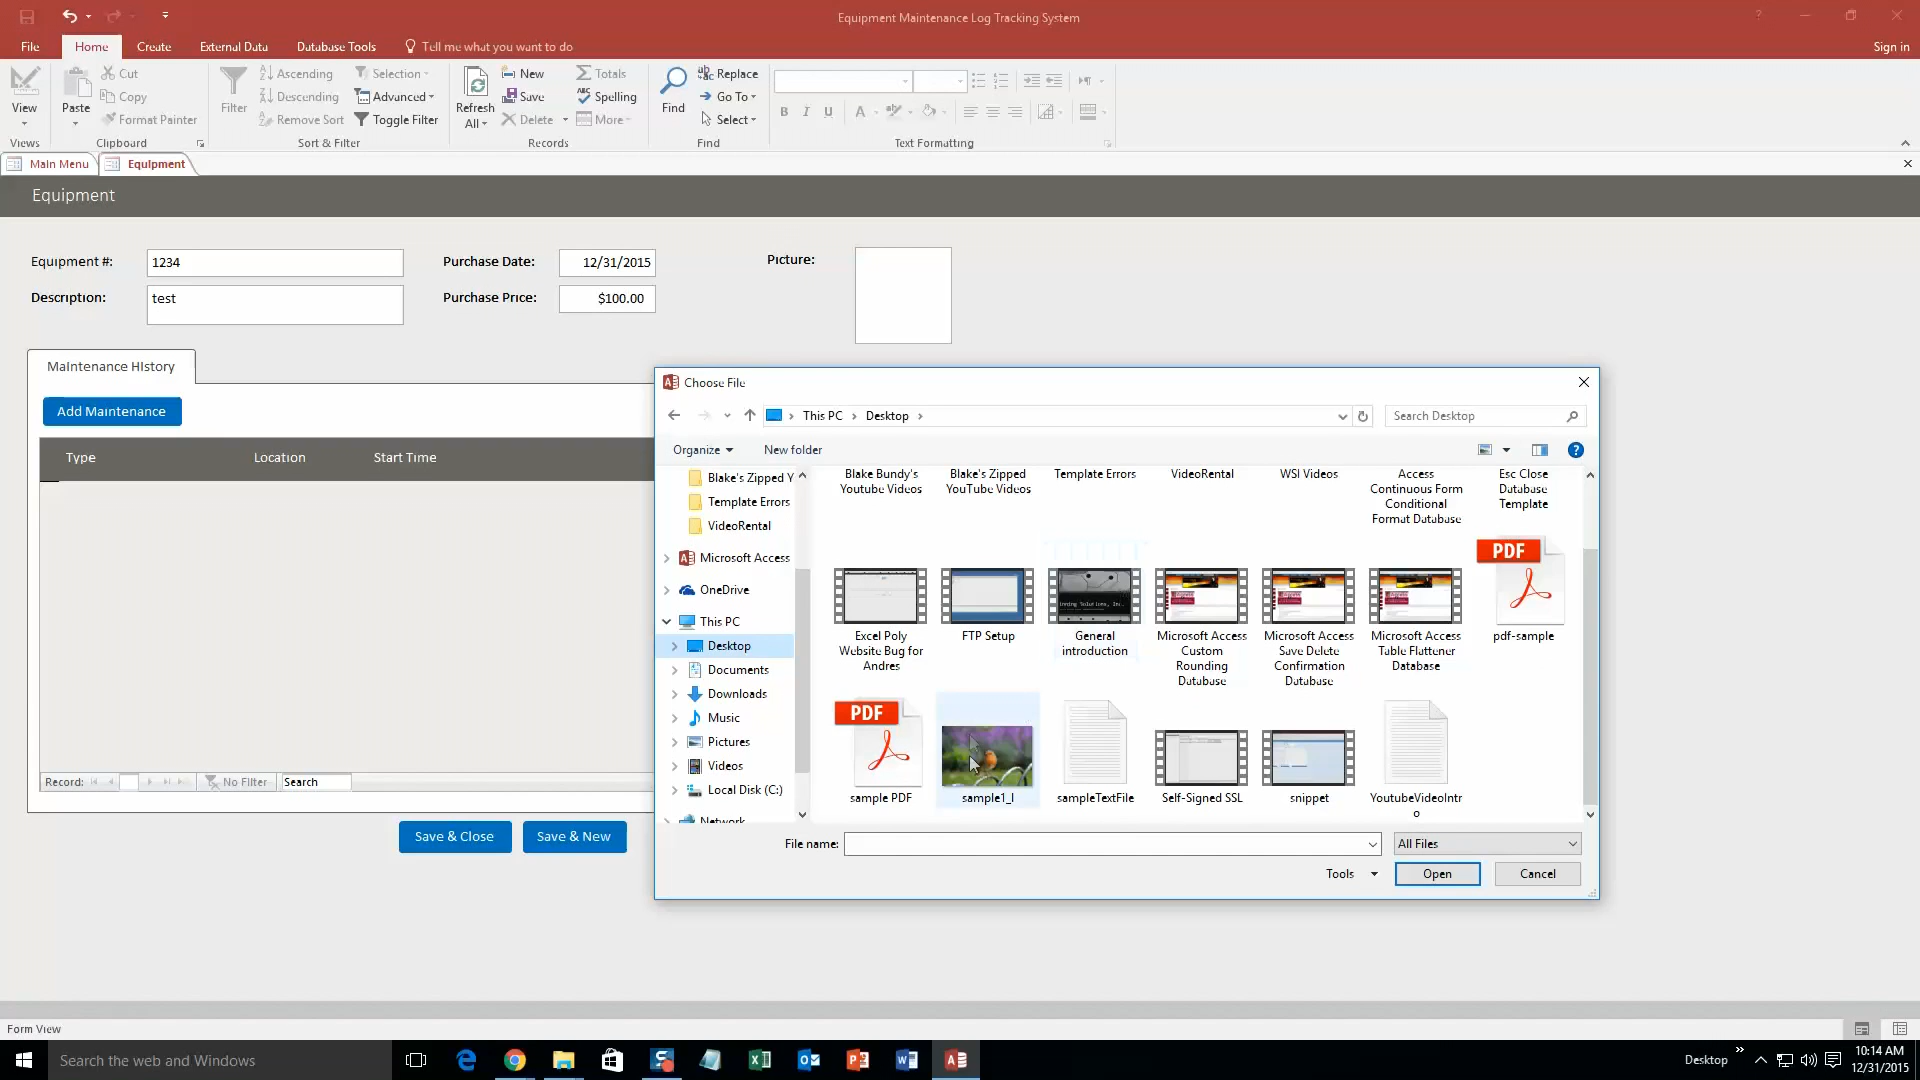 Equipment Maintenance Log Tracking System
File Home Create External Data Database Tools Tell me what you want to do Sign in
View
Paste
Cut
Copy
Format Painter
Filter
Ascending
Descending
Remove Sort
Selection
Advanced
Toggle Filter
Refresh
All
New
Save
Delete
Totals
Spelling
More
Find
Replace
Go To
Select
B I U A
Views Clipboard Sort & Filter Records Find Text Formatting
Main Menu Equipment
Equipment
Equipment #: 1234 Purchase Date: 12/31/2015 Picture:
Description: test Purchase Price: $100.00
Maintenance History
Add Maintenance
Type Location Start Time
Record: No Filter Search
Save & Close Save & New
Choose File
This PC Desktop Search Desktop
Organize New folder
Blake's Zipped Y
Template Errors
VideoRental
Microsoft Access
OneDrive
This PC
Desktop
Documents
Downloads
Music
Pictures
Videos
Local Disk (C:)
Network
Blake Bundy's
Youtube Videos
Blake's Zipped
YouTube Videos
Template Errors
VideoRental
WSI Videos
Access
Continuous Form
Conditional
Format Database
Esc Close
Database
Template
Excel Poly
Website Bug for
Andres
FTP Setup
General
introduction
Microsoft Access
Custom
Rounding
Database
Microsoft Access
Save Delete
Confirmation
Database
Microsoft Access
Table Flattener
Database
PDF
pdf-sample
PDF
sample PDF
sample1_l
sampleTextFile
Self-Signed SSL
snippet
YoutubeVideoIntr
o
File name: All Files
Tools Open Cancel
Form View
Search the web and Windows
Desktop
10:14 AM
12/31/2015